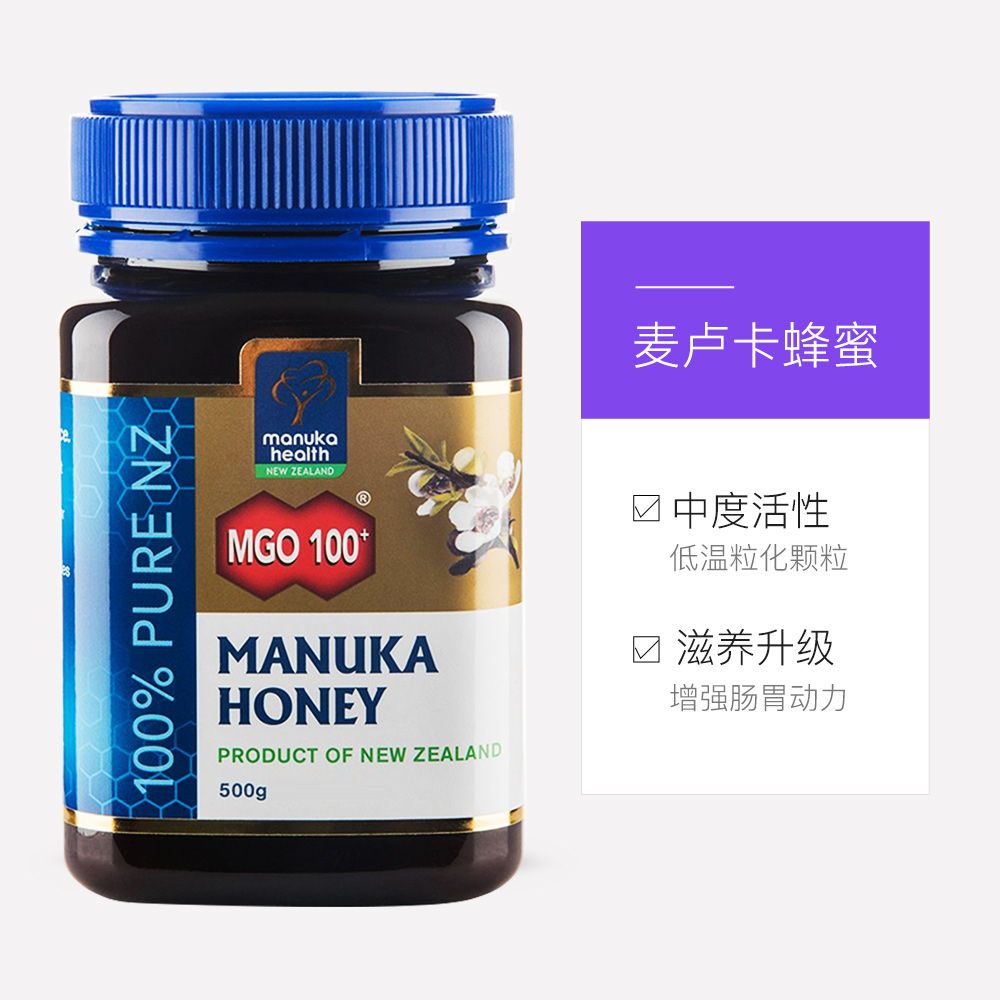 manuka
health
NEW ZEALAND
®
MGO 100⁺
100% PURE NZ
MANUKA
HONEY
PRODUCT OF NEW ZEALAND
500g
麦卢卡蜂蜜
☑ 中度活性
低温粒化颗粒
☑ 滋养升级
增强肠胃动力